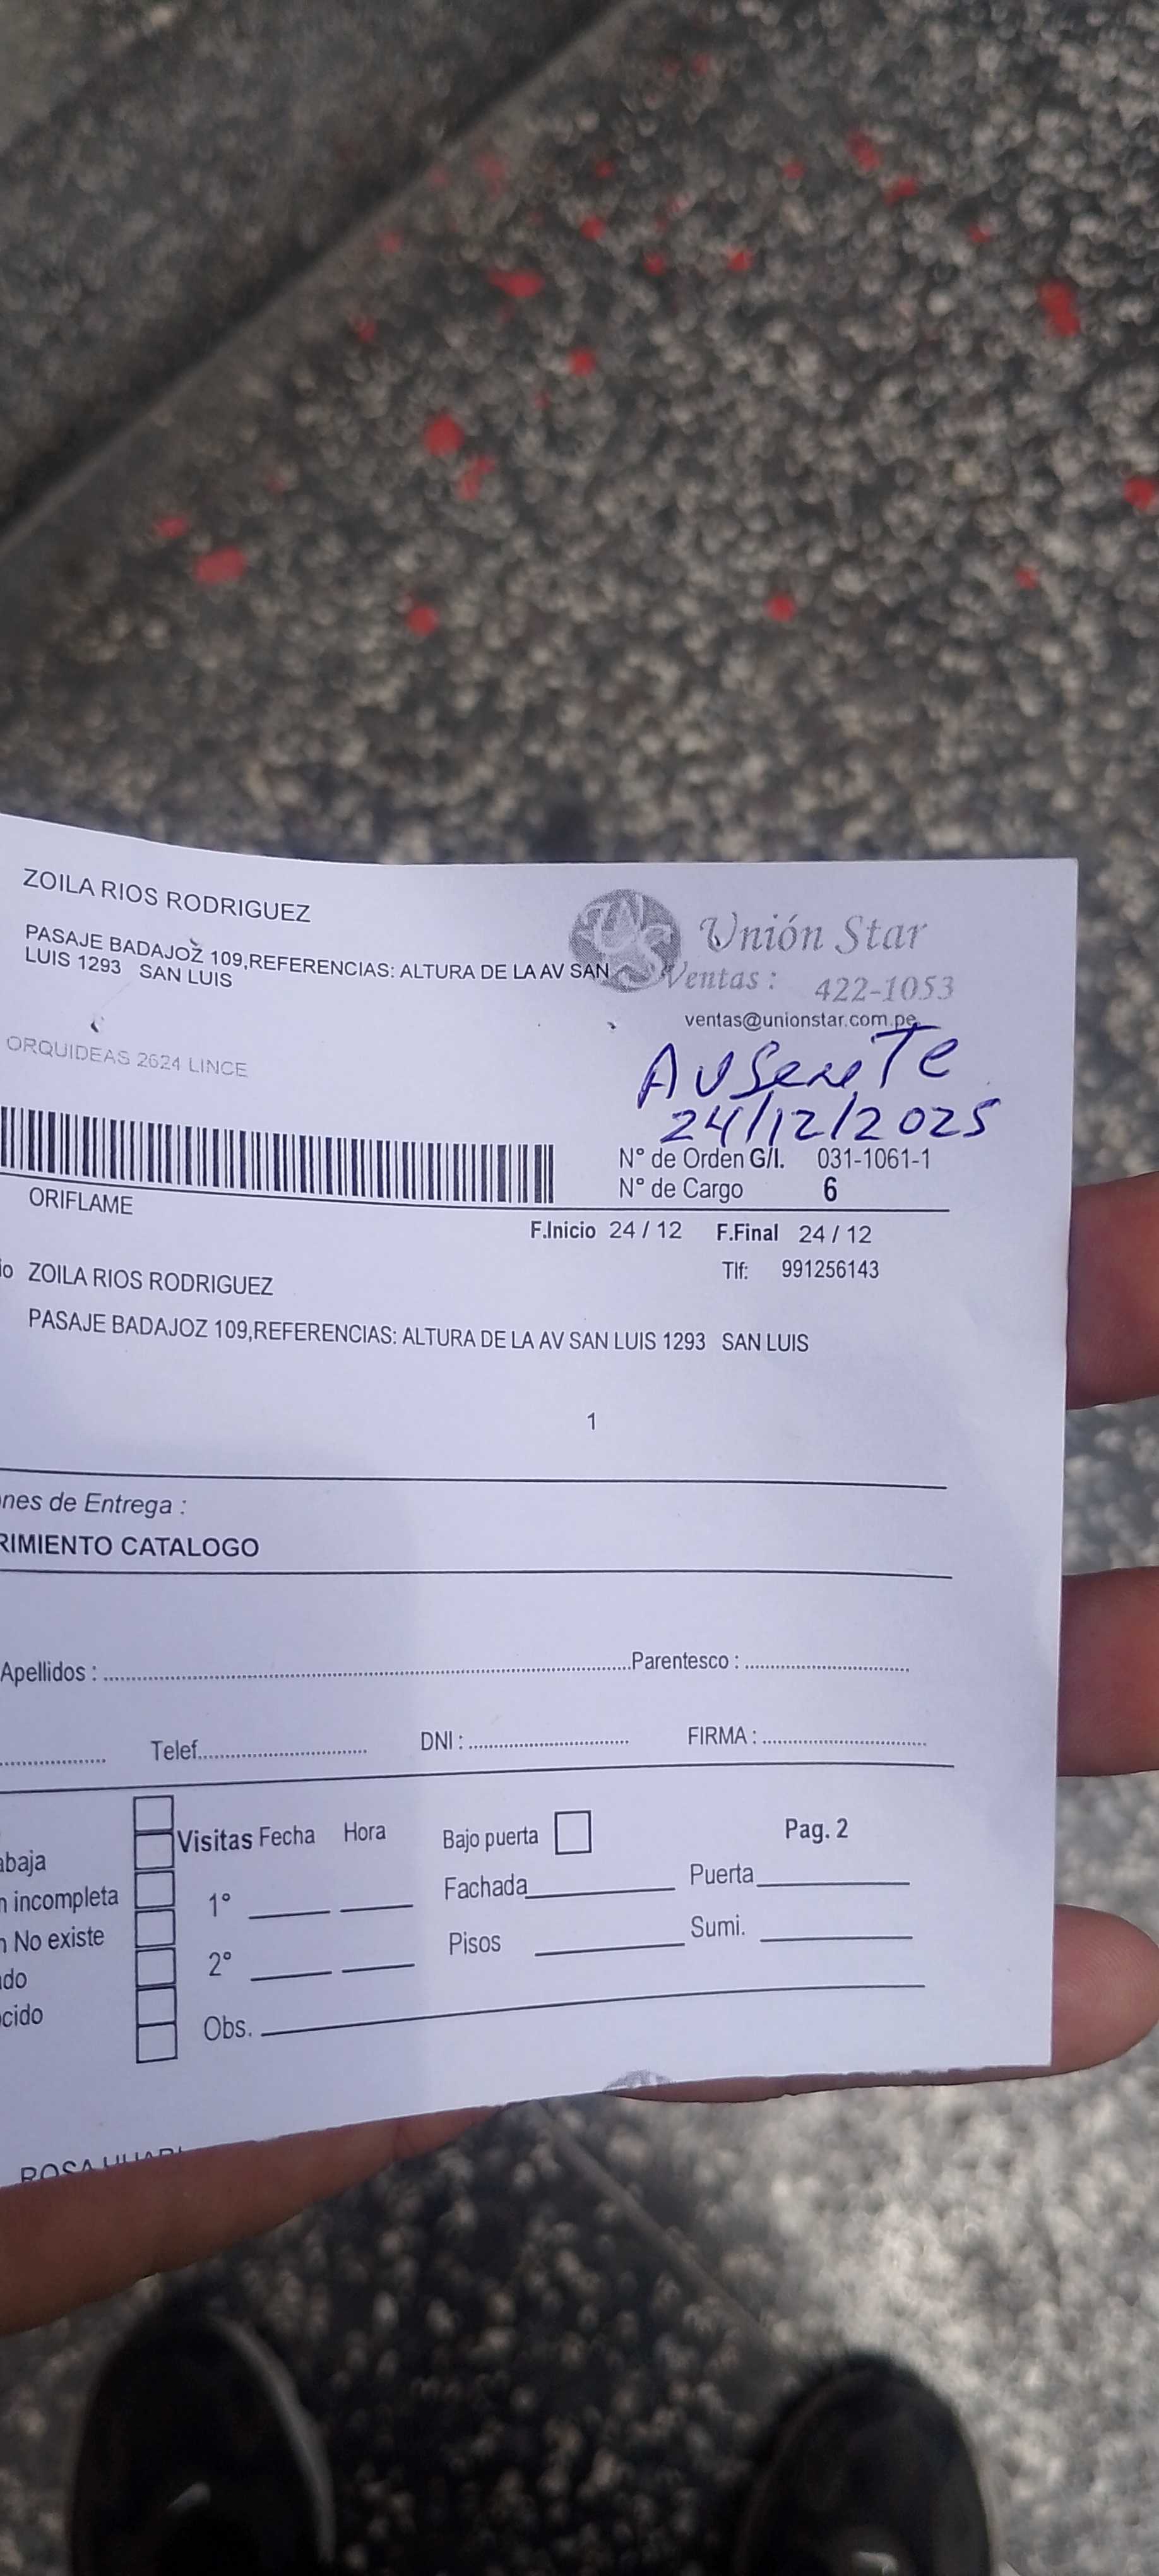 ZOILA RIOS RODRIGUEZ
PASAJE BADAJOZ 109,REFERENCIAS: ALTURA DE LA AV SAN
LUIS 1293 SAN LUIS
Unión Star
Ventas : 422-1053
ventas@unionstar.com.pe
ORQUIDEAS 2624 LINCE
AUSenTe
24/12/2025
N° de Orden G/I. 031-1061-1
N° de Cargo 6
ORIFLAME
F.Inicio 24 / 12 F.Final 24 / 12
io ZOILA RIOS RODRIGUEZ
Tlf: 991256143
PASAJE BADAJOZ 109,REFERENCIAS: ALTURA DE LA AV SAN LUIS 1293 SAN LUIS
1
nes de Entrega :
RIMIENTO CATALOGO
Apellidos : Parentesco :
Telef. DNI : FIRMA :
Visitas Fecha Hora Bajo puerta Pag. 2
abaja
Fachada Puerta
n incompleta 1°
n No existe Pisos Sumi.
ado 2°
ocido Obs.
ROSA